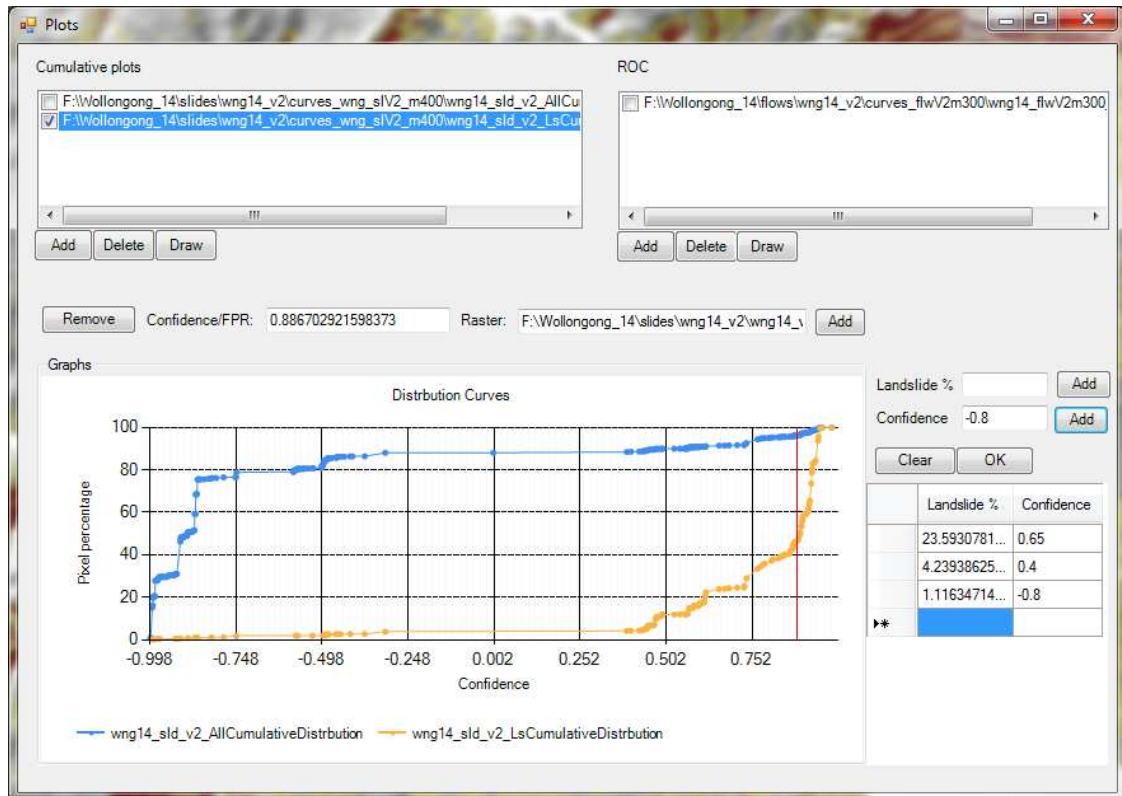 Plots
Cumulative plots
F:\Wollongong_14\slides\wng14_v2\curves_wng_slV2_m400\wng14_sld_v2_AllCu
F:\Wollongong_14\slides\wng14_v2\curves_wng_slV2_m400\wng14_sld_v2_LsCu
Add Delete Draw
ROC
F:\Wollongong_14\flows\wng14_v2\curves_flwV2m300\wng14_flwV2m300_
Add Delete Draw
Remove Confidence/FPR: 0.886702921598373 Raster: F:\Wollongong_14\slides\wng14_v2\wng14_v Add
Graphs
Distrbution Curves
Pixel percentage
100
80
60
40
20
0
-0.998 -0.748 -0.498 -0.248 0.002 0.252 0.502 0.752
Confidence
wng14_sld_v2_AllCumulativeDistrbution wng14_sld_v2_LsCumulativeDistrbution
Landslide % Add
Confidence -0.8 Add
Clear OK
Landslide % Confidence
23.5930781... 0.65
4.23938625... 0.4
1.11634714... -0.8